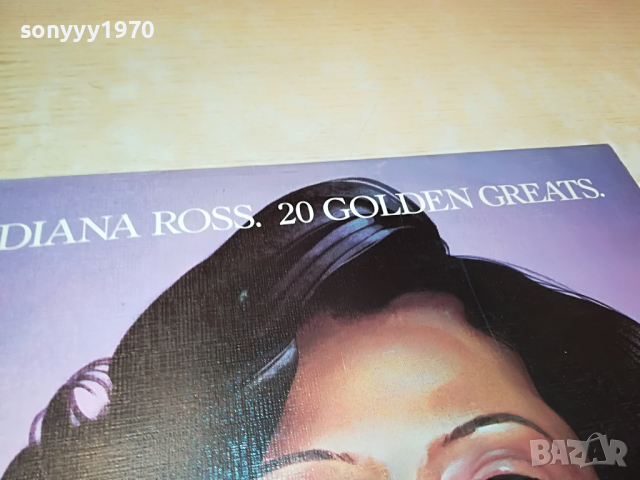 sonyyy1970
DIANA ROSS. 20 GOLDEN GREATS.
BAZAR